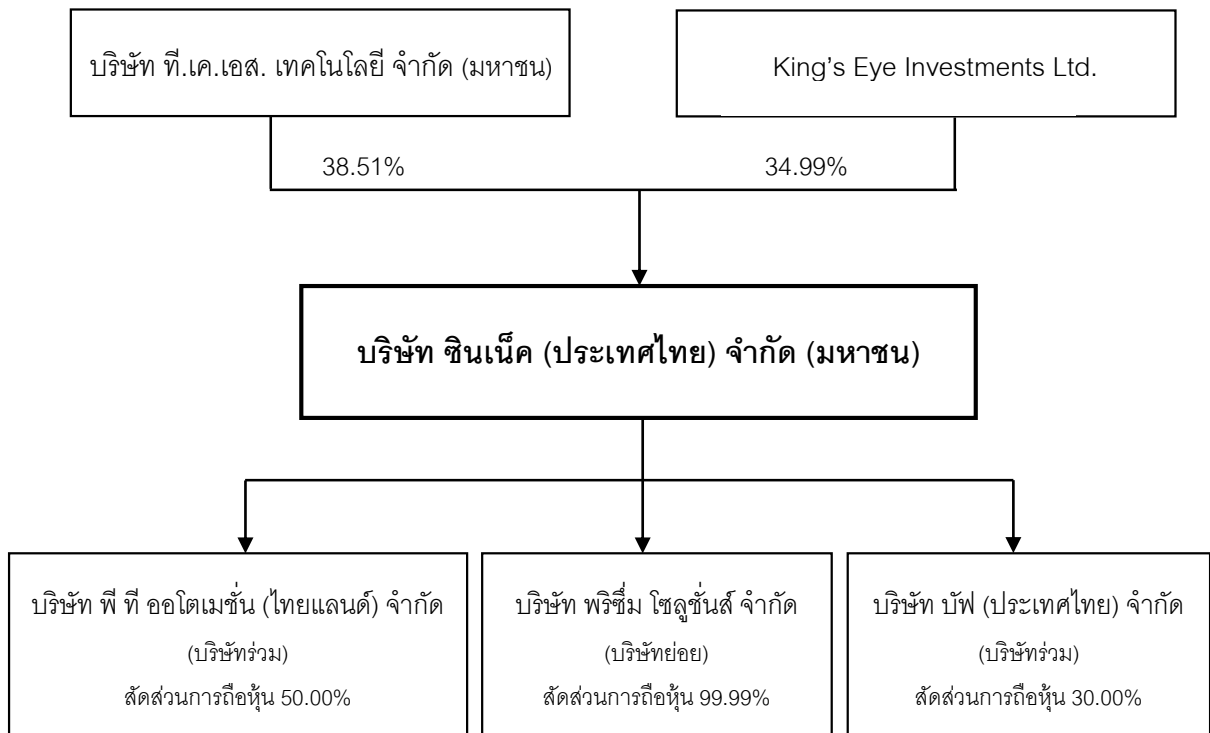 บริษัท ที.เค.เอส. เทคโนโลยี จำกัด (มหาชน)
King's Eye Investments Ltd.
38.51%
34.99%
บริษัท ซินเน็ค (ประเทศไทย) จำกัด (มหาชน)
บริษัท พี ที ออโตเมชั่น (ไทยแลนด์) จำกัด
(บริษัทร่วม)
สัดส่วนการถือหุ้น 50.00%
บริษัท พริซึ่ม โซลูชั่นส์ จำกัด
(บริษัทย่อย)
สัดส่วนการถือหุ้น 99.99%
บริษัท บัฟ (ประเทศไทย) จำกัด
(บริษัทร่วม)
สัดส่วนการถือหุ้น 30.00%